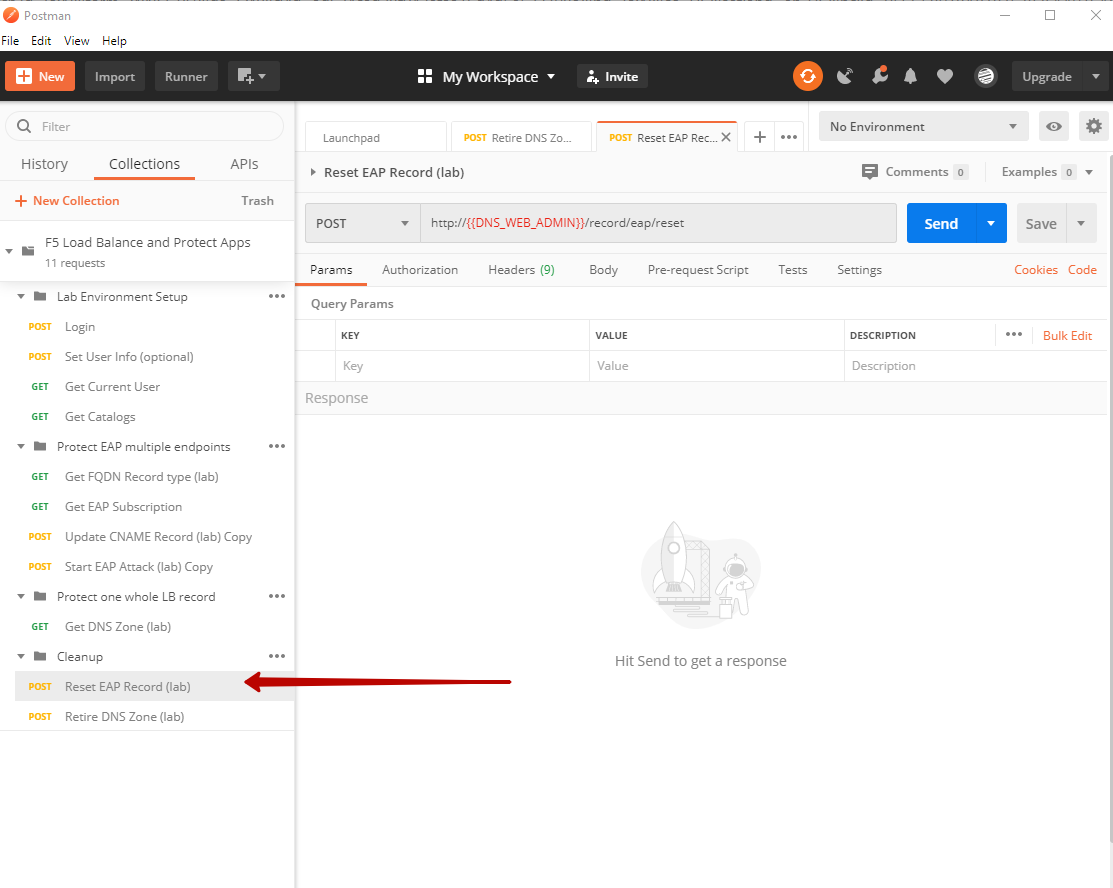 Postman
File Edit View Help
New Import Runner My Workspace Invite Upgrade
Filter
History Collections APIs
New Collection Trash
F5 Load Balance and Protect Apps
11 requests
Lab Environment Setup
POST Login
POST Set User Info (optional)
GET Get Current User
GET Get Catalogs
Protect EAP multiple endpoints
GET Get FQDN Record type (lab)
GET Get EAP Subscription
POST Update CNAME Record (lab) Copy
POST Start EAP Attack (lab) Copy
Protect one whole LB record
GET Get DNS Zone (lab)
Cleanup
POST Reset EAP Record (lab)
POST Retire DNS Zone (lab)
Launchpad POST Retire DNS Zo... POST Reset EAP Rec... No Environment
Reset EAP Record (lab) Comments 0 Examples 0
POST http://{{DNS_WEB_ADMIN}}/record/eap/reset Send Save
Params Authorization Headers (9) Body Pre-request Script Tests Settings Cookies Code
Query Params
KEY VALUE DESCRIPTION Bulk Edit
Key Value Description
Response
Hit Send to get a response